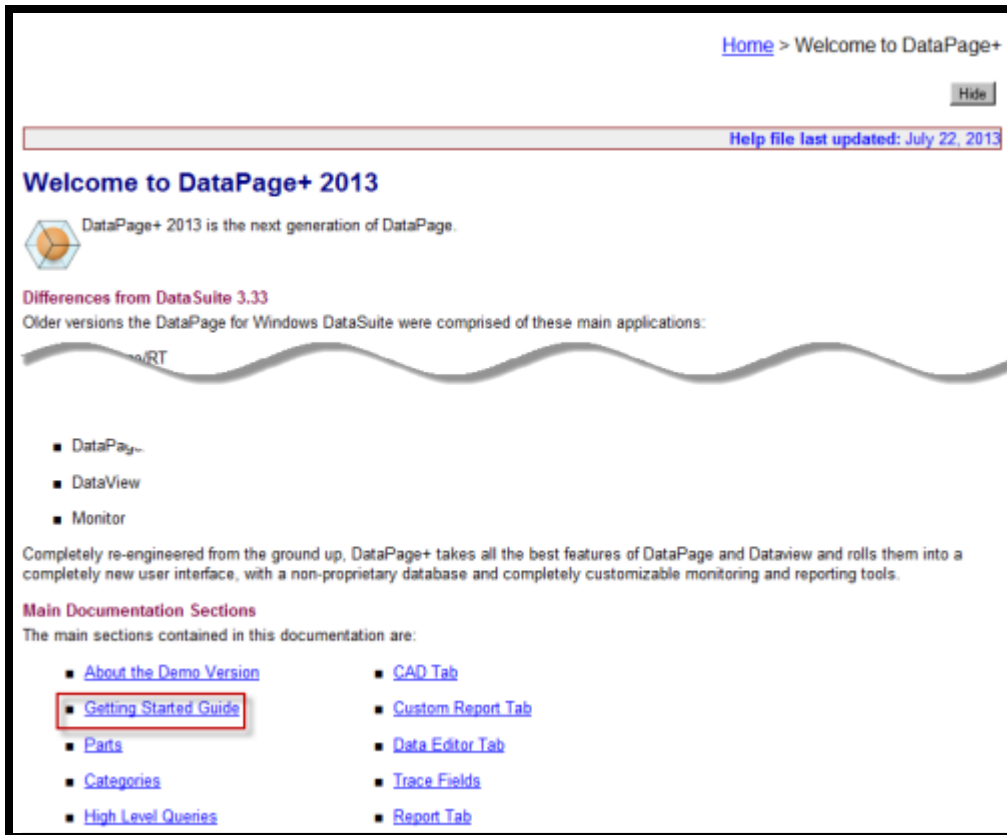 Home > Welcome to DataPage+
Hide
Help file last updated: July 22, 2013
Welcome to DataPage+ 2013
DataPage+ 2013 is the next generation of DataPage.
Differences from DataSuite 3.33
Older versions the DataPage for Windows DataSuite were comprised of these main applications:
/RT
■ DataPag
■ DataView
■ Monitor
Completely re-engineered from the ground up, DataPage+ takes all the best features of DataPage and Dataview and rolls them into a
completely new user interface, with a non-proprietary database and completely customizable monitoring and reporting tools.
Main Documentation Sections
The main sections contained in this documentation are:
■ About the Demo Version
■ Getting Started Guide
■ Parts
■ Categories
■ High Level Queries
■ CAD Tab
■ Custom Report Tab
■ Data Editor Tab
■ Trace Fields
■ Report Tab